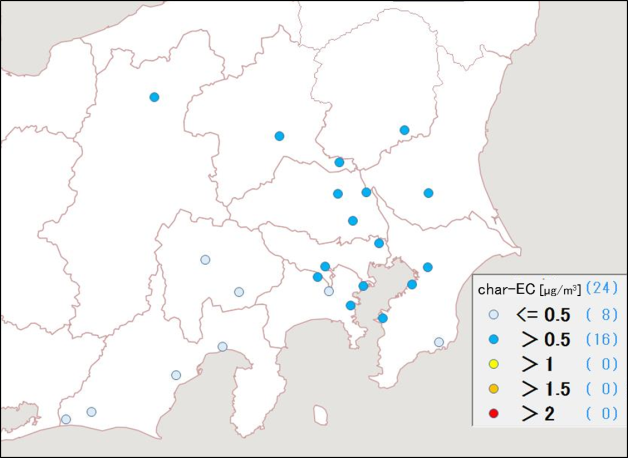 char-EC [μg/m³] (24)
<= 0.5 ( 8)
> 0.5 (16)
> 1 ( 0)
> 1.5 ( 0)
> 2 ( 0)